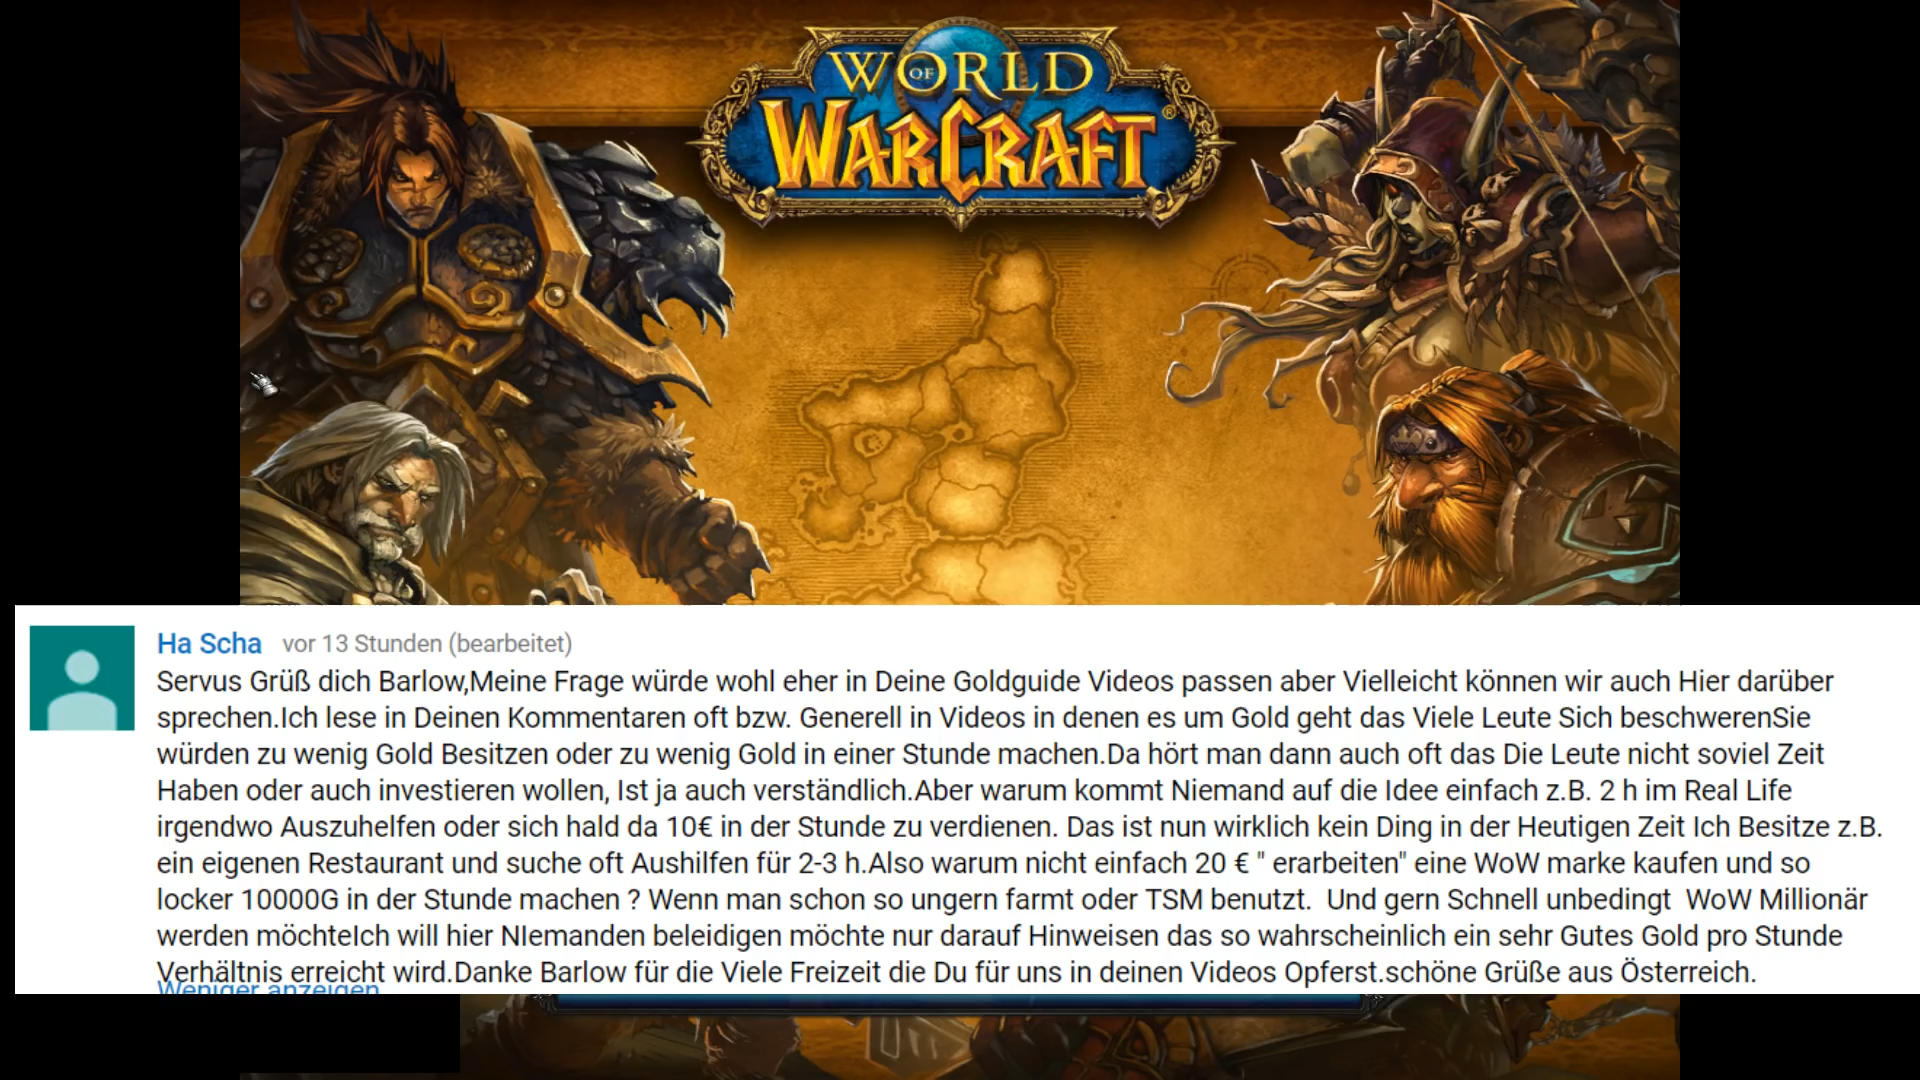 WORLD
OF
WARCRAFT
®
Ha Scha vor 13 Stunden (bearbeitet)
Servus Grüß dich Barlow,Meine Frage würde wohl eher in Deine Goldguide Videos passen aber Vielleicht können wir auch Hier darüber
sprechen.Ich lese in Deinen Kommentaren oft bzw. Generell in Videos in denen es um Gold geht das Viele Leute Sich beschwerenSie
würden zu wenig Gold Besitzen oder zu wenig Gold in einer Stunde machen.Da hört man dann auch oft das Die Leute nicht soviel Zeit
Haben oder auch investieren wollen, Ist ja auch verständlich.Aber warum kommt Niemand auf die Idee einfach z.B. 2 h im Real Life
irgendwo Auszuhelfen oder sich hald da 10€ in der Stunde zu verdienen. Das ist nun wirklich kein Ding in der Heutigen Zeit Ich Besitze z.B.
ein eigenen Restaurant und suche oft Aushilfen für 2-3 h.Also warum nicht einfach 20 € " erarbeiten" eine WoW marke kaufen und so
locker 10000G in der Stunde machen ? Wenn man schon so ungern farmt oder TSM benutzt.  Und gern Schnell unbedingt  WoW Millionär
werden möchteIch will hier NIemanden beleidigen möchte nur darauf Hinweisen das so wahrscheinlich ein sehr Gutes Gold pro Stunde
Verhältnis erreicht wird.Danke Barlow für die Viele Freizeit die Du für uns in deinen Videos Opferst.schöne Grüße aus Österreich.
Weniger anzeigen